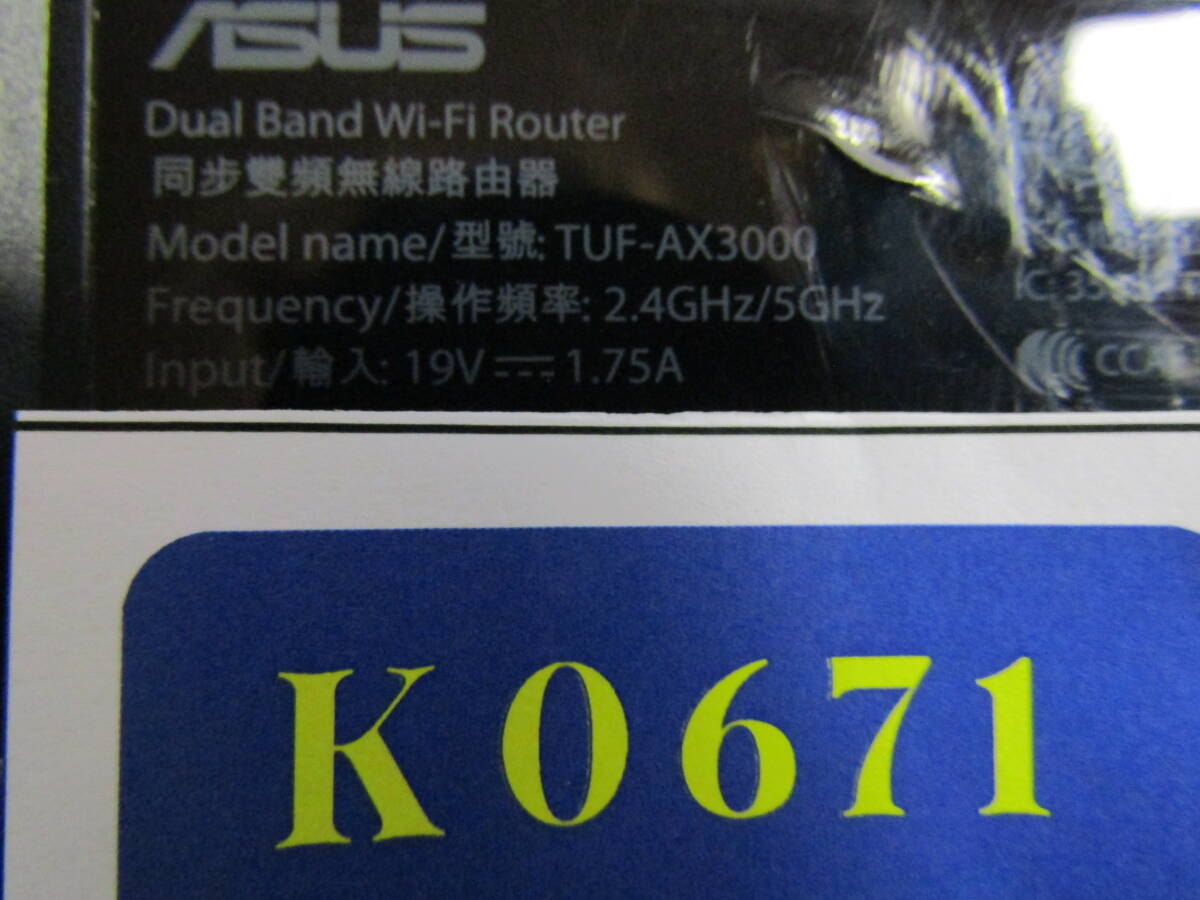 ASUS
Dual Band Wi-Fi Router
同步雙頻無線路由器
Model name/型號: TUF-AX3000
Frequency/操作頻率: 2.4GHz/5GHz
Input/輸入: 19V⎓1.75A
IC:
K0671